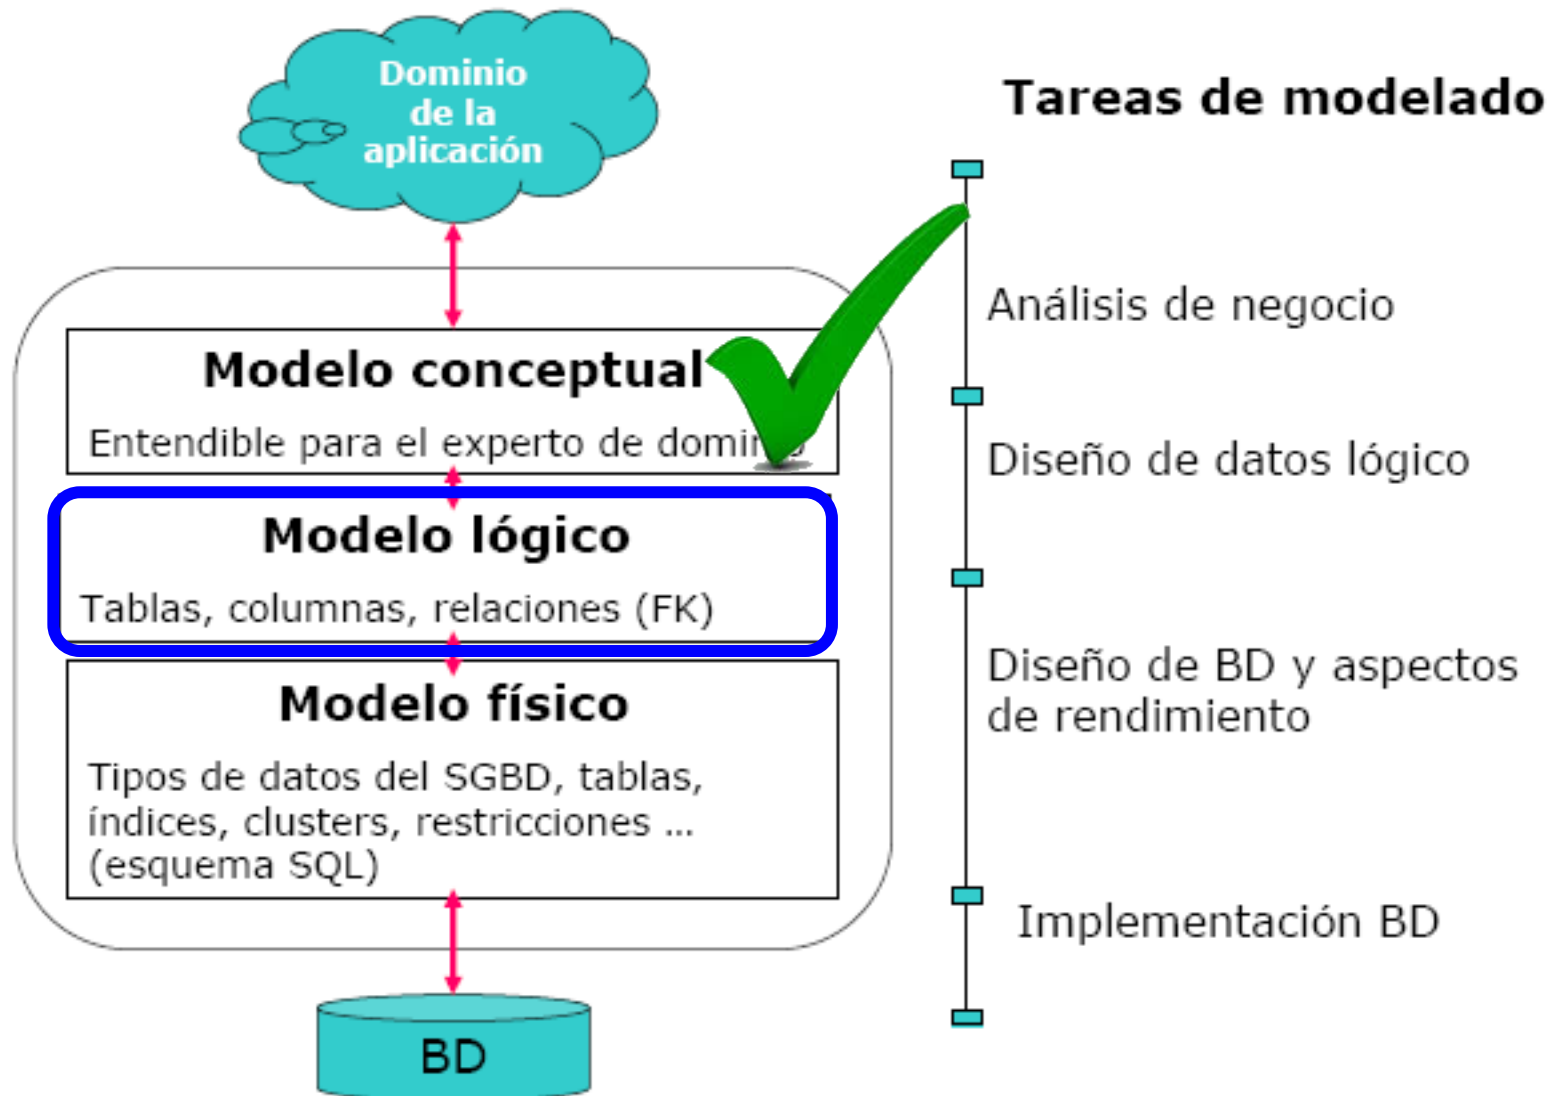 Dominio
de la
aplicación
Tareas de modelado
Análisis de negocio
Modelo conceptual
Entendible para el experto de
Diseño de datos lógico
Modelo lógico
Tablas, columnas, relaciones (FK)
Diseño de BD y aspectos
de rendimiento
Modelo físico
Tipos de datos del SGBD, tablas,
índices, clusters, restricciones ...
(esquema SQL)
Implementación BD
BD